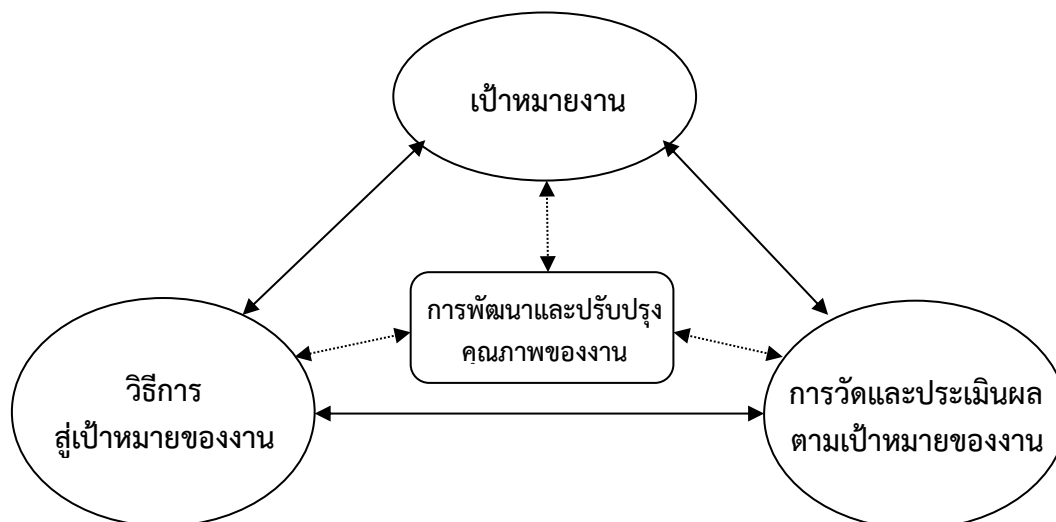 เป้าหมายงาน
การพัฒนาและปรับปรุง
คุณภาพของงาน
วิธีการ
สู่เป้าหมายของงาน
การวัดและประเมินผล
ตามเป้าหมายของงาน